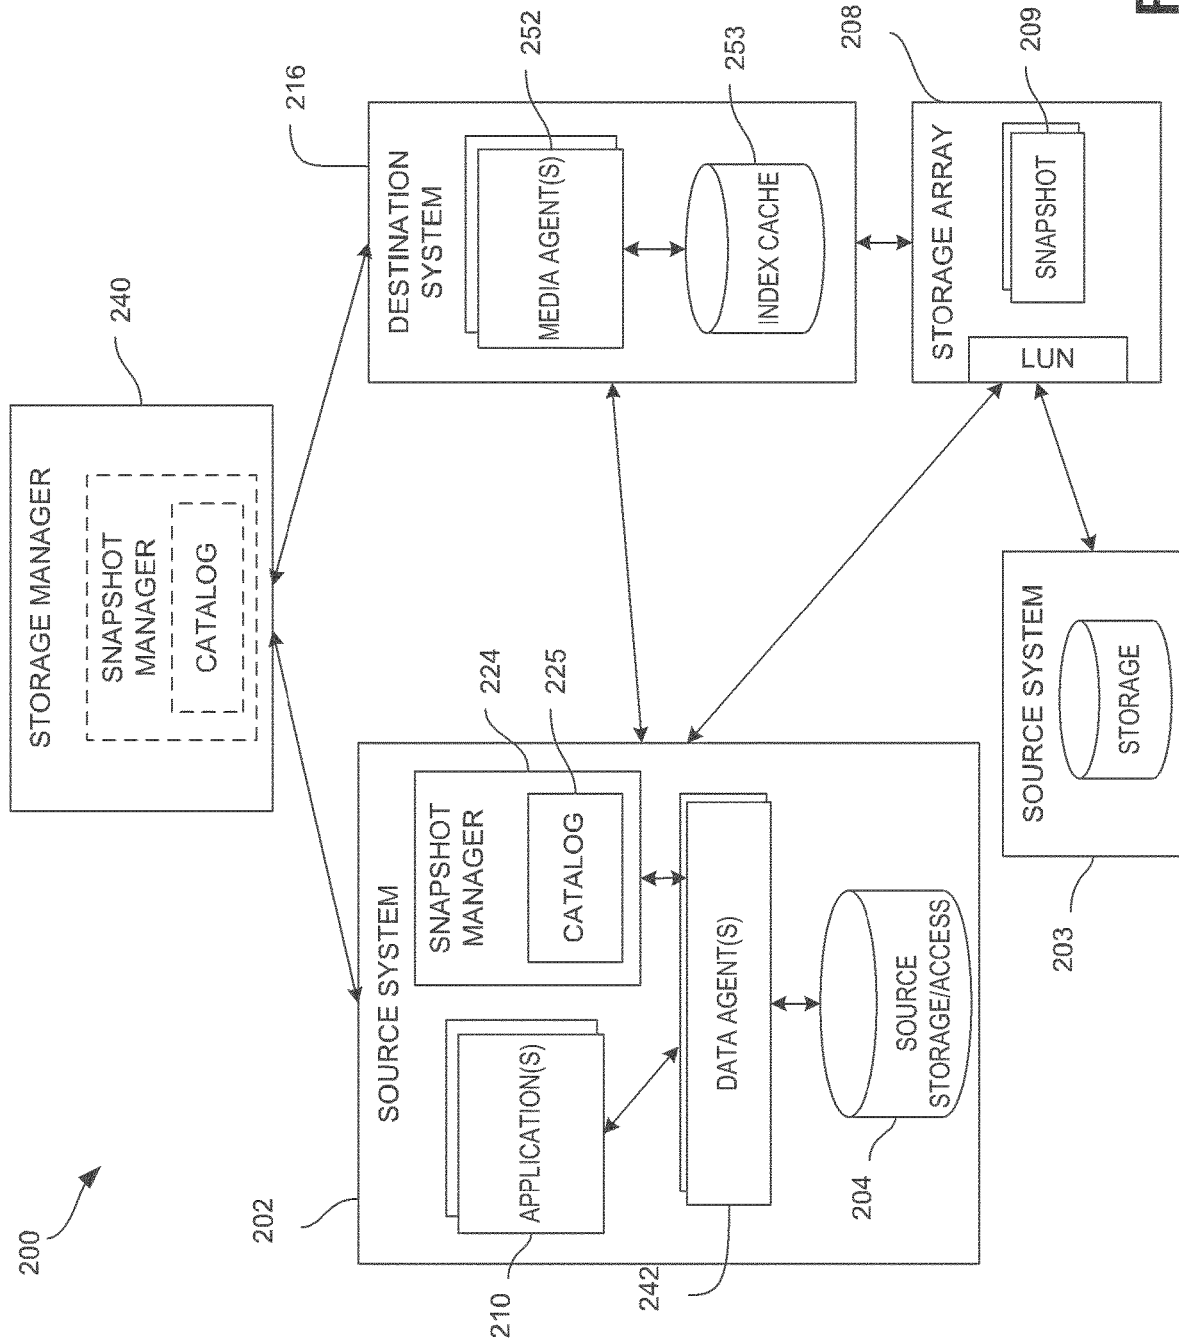 200
STORAGE MANAGER
SNAPSHOT
MANAGER
CATALOG
240
202
SOURCE SYSTEM
APPLICATION(S)
210
SNAPSHOT
MANAGER
CATALOG
224
225
DATA AGENT(S)
242
SOURCE
STORAGE/ACCESS
204
216
DESTINATION
SYSTEM
MEDIA AGENT(S)
252
INDEX CACHE
253
SOURCE SYSTEM
STORAGE
203
STORAGE ARRAY
LUN
SNAPSHOT
208
209